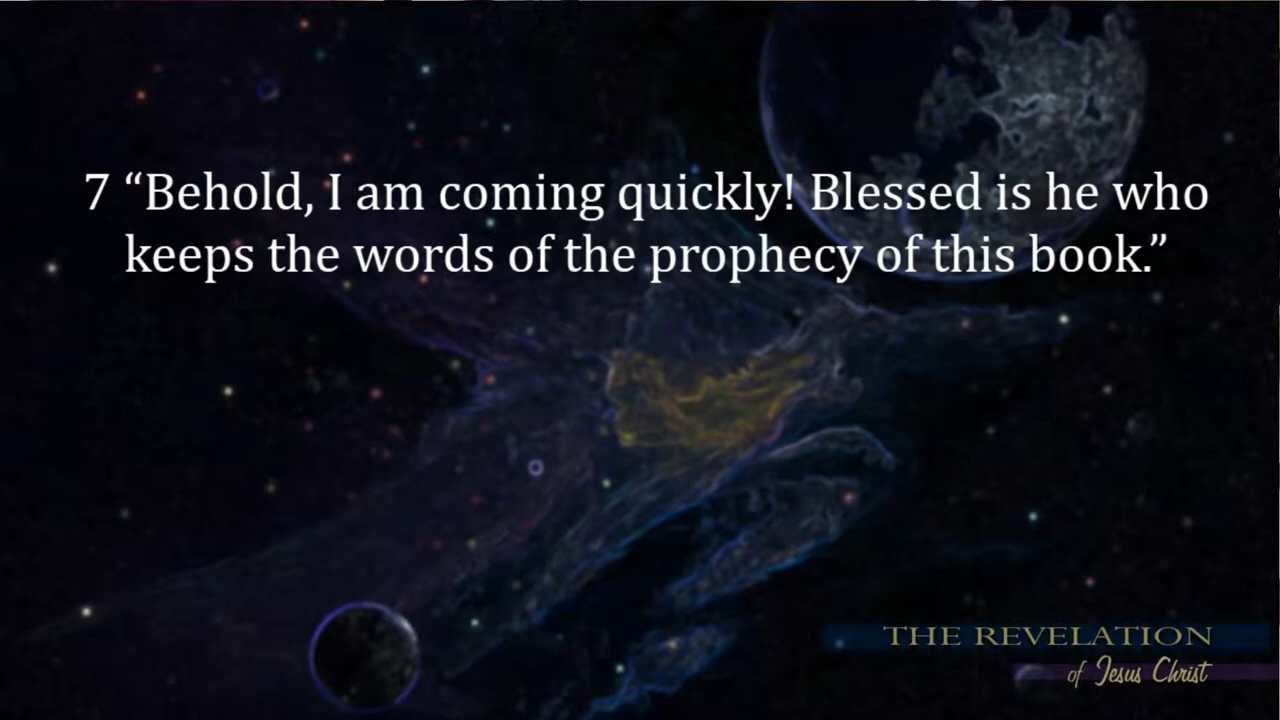 7 “Behold, I am coming quickly! Blessed is he who
keeps the words of the prophecy of this book.”
THE REVELATION
of Jesus Christ